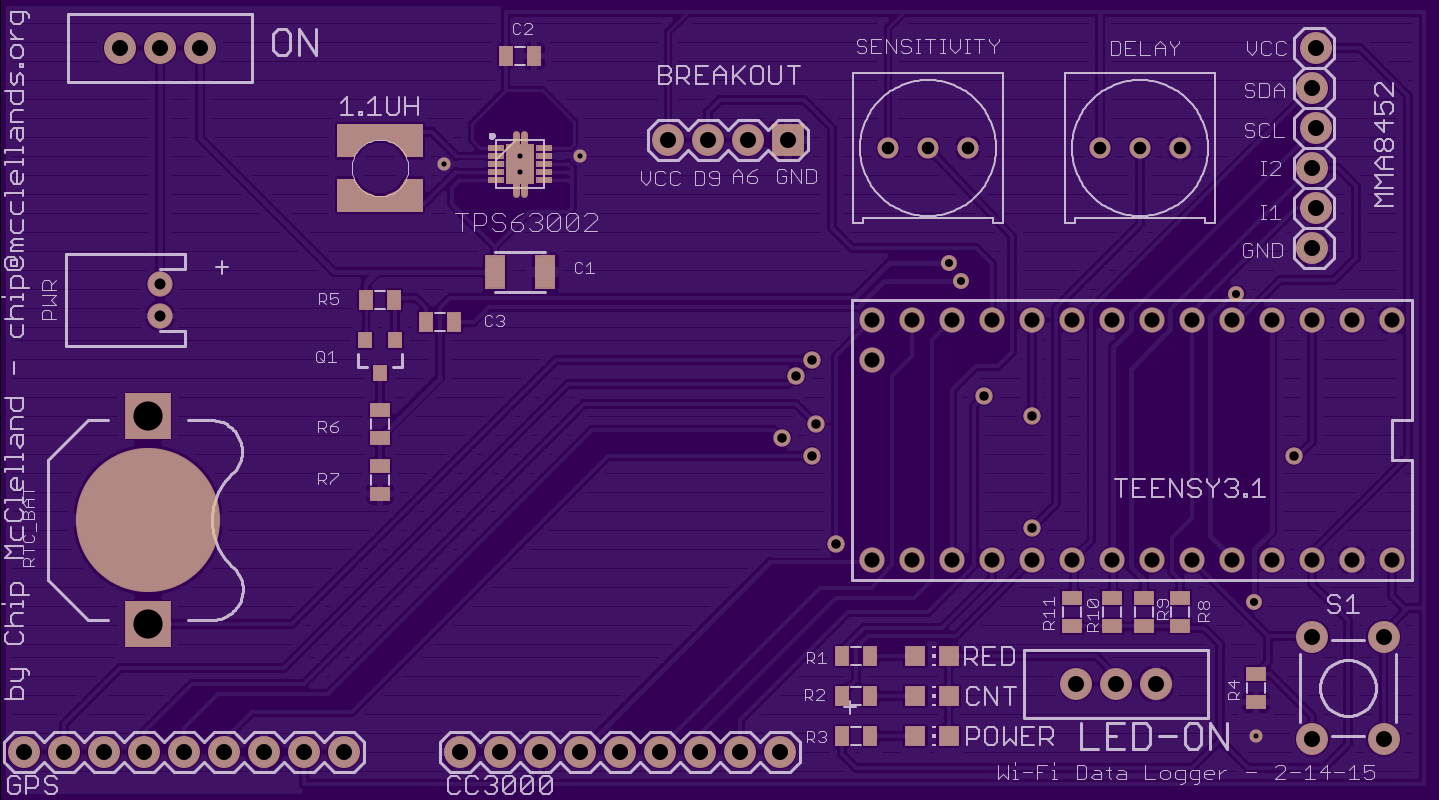 by Chip McClelland - chip@mcclellands.org
ON
C2
SENSITIVITY
DELAY
VCC
BREAKOUT
SDA
MMA8452
1.1UH
SCL
I2
VCC D9 A6 GND
I1
TPS63002
GND
+
C1
PWR
R5
C3
Q1
R6
R7
TEENSY3.1
RTC_BAT
R11
R10
R9
R8
S1
R1
RED
R2
CNT
R4
R3
POWER
LED-ON
Wi-Fi Data Logger - 2-14-15
GPS
CC3000